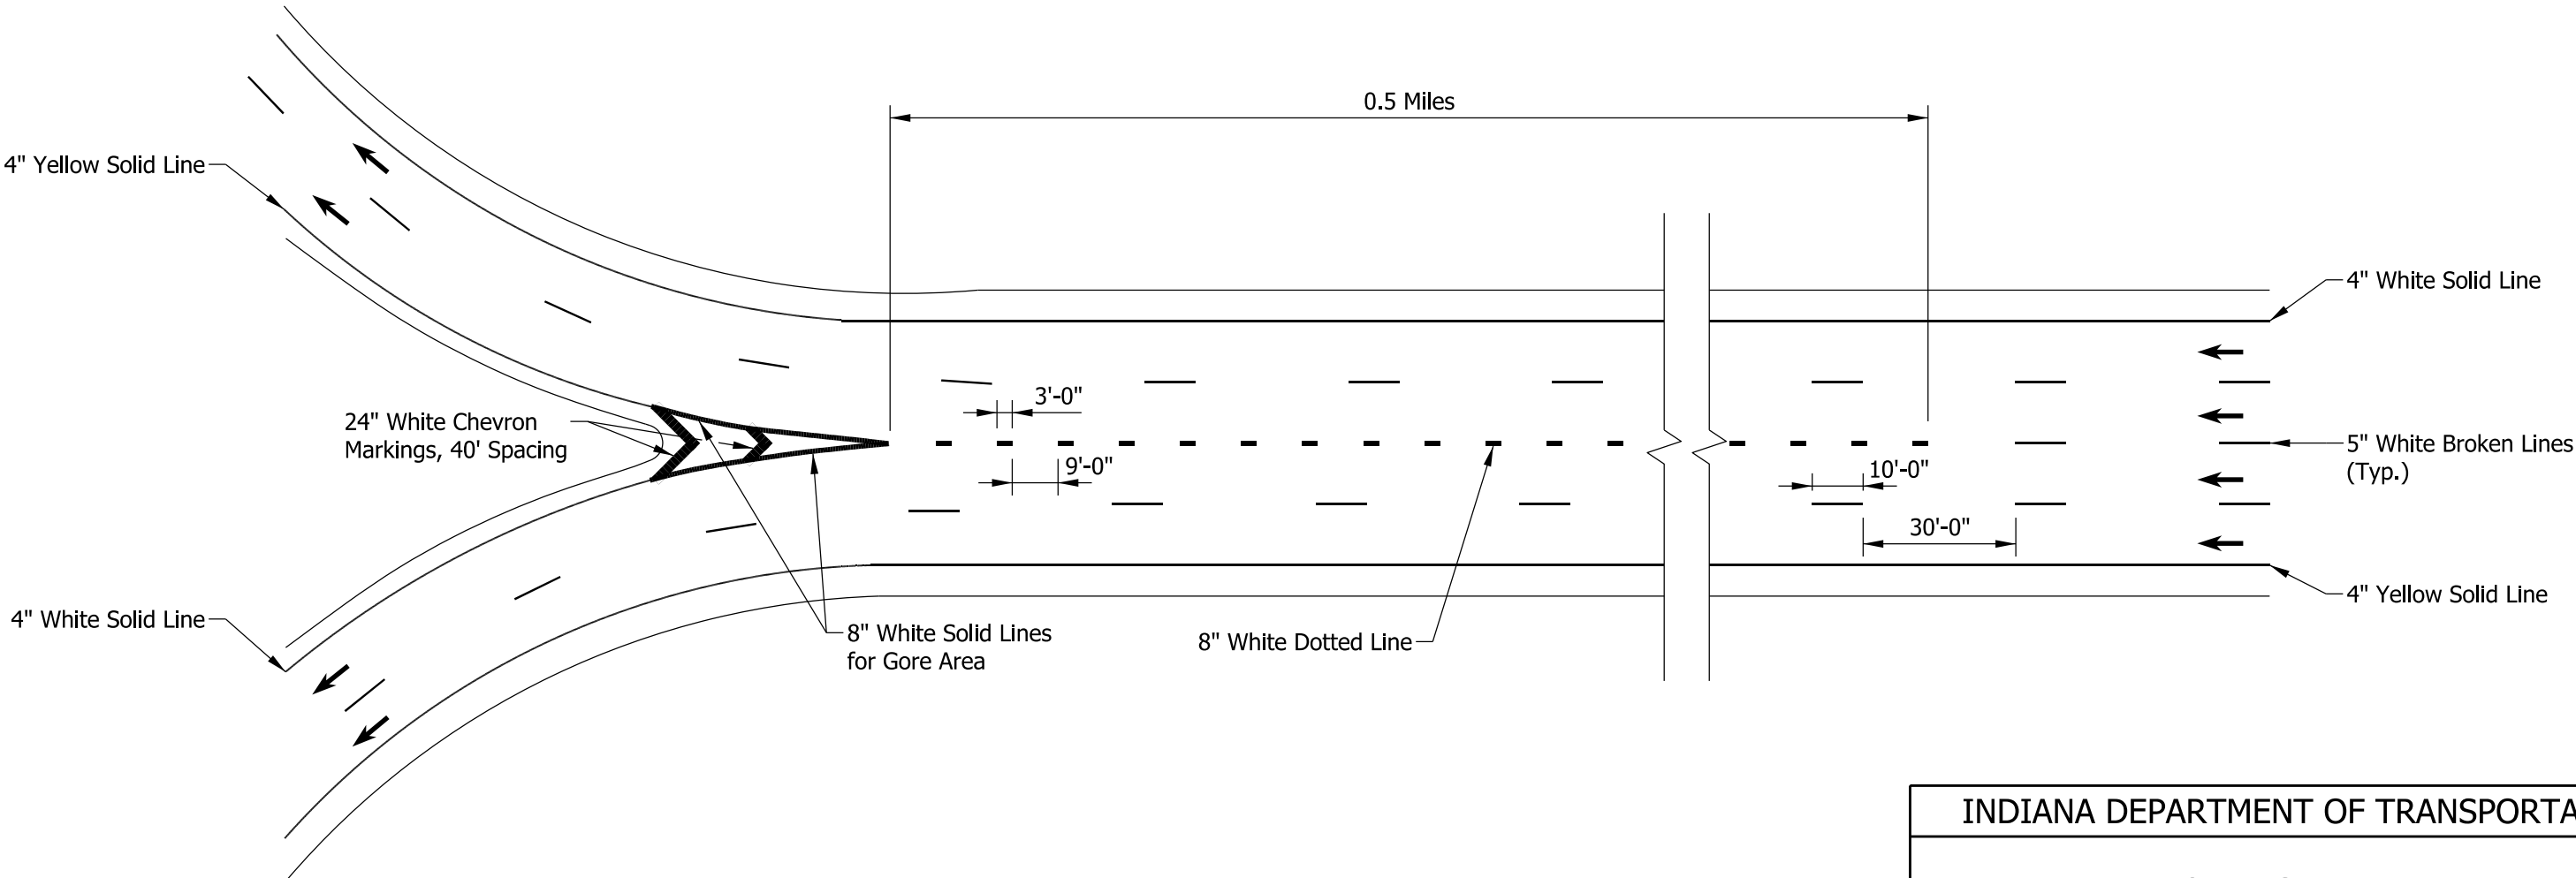 0.5 Miles
4" Yellow Solid Line
4" White Solid Line
3'-0"
24" White Chevron
Markings, 40' Spacing
9'-0"
10'-0"
5" White Broken Lines
(Typ.)
30'-0"
4" White Solid Line
8" White Solid Lines
for Gore Area
8" White Dotted Line
4" Yellow Solid Line
INDIANA DEPARTMENT OF TRANSPORTA